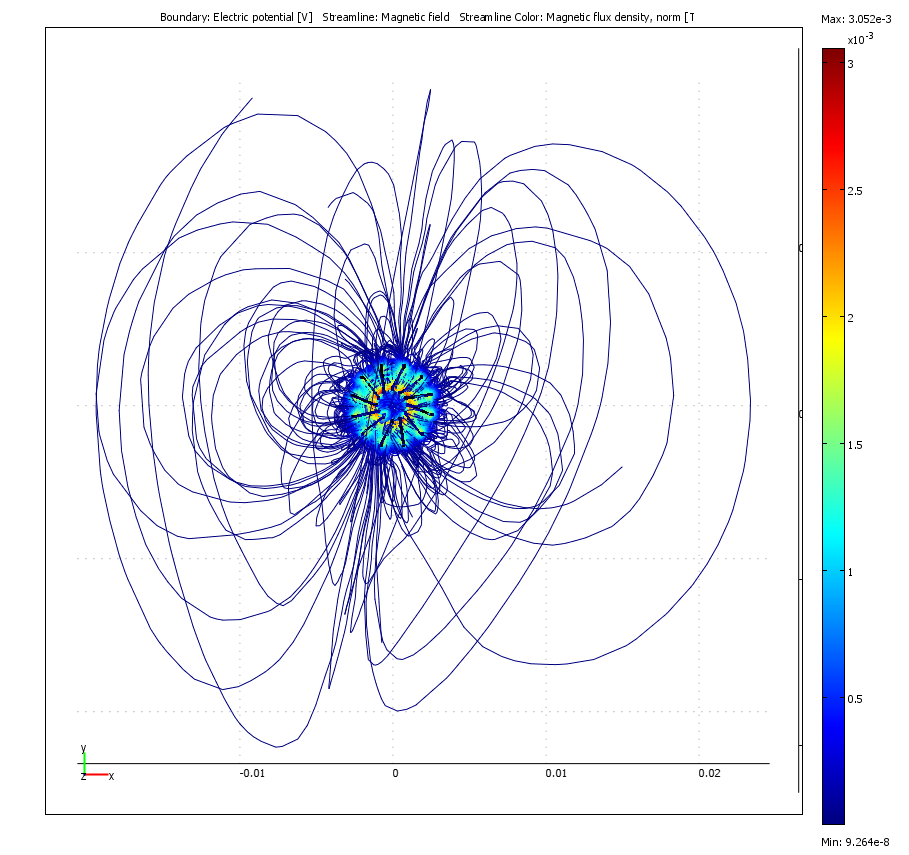 Boundary: Electric potential [V] Streamline: Magnetic field Streamline Color: Magnetic flux density, norm [T
Max: 3.052e-3
x10-3
3
2.5
2
1.5
1
0.5
Min: 9.264e-8
y
z x
-0.01 0 0.01 0.02